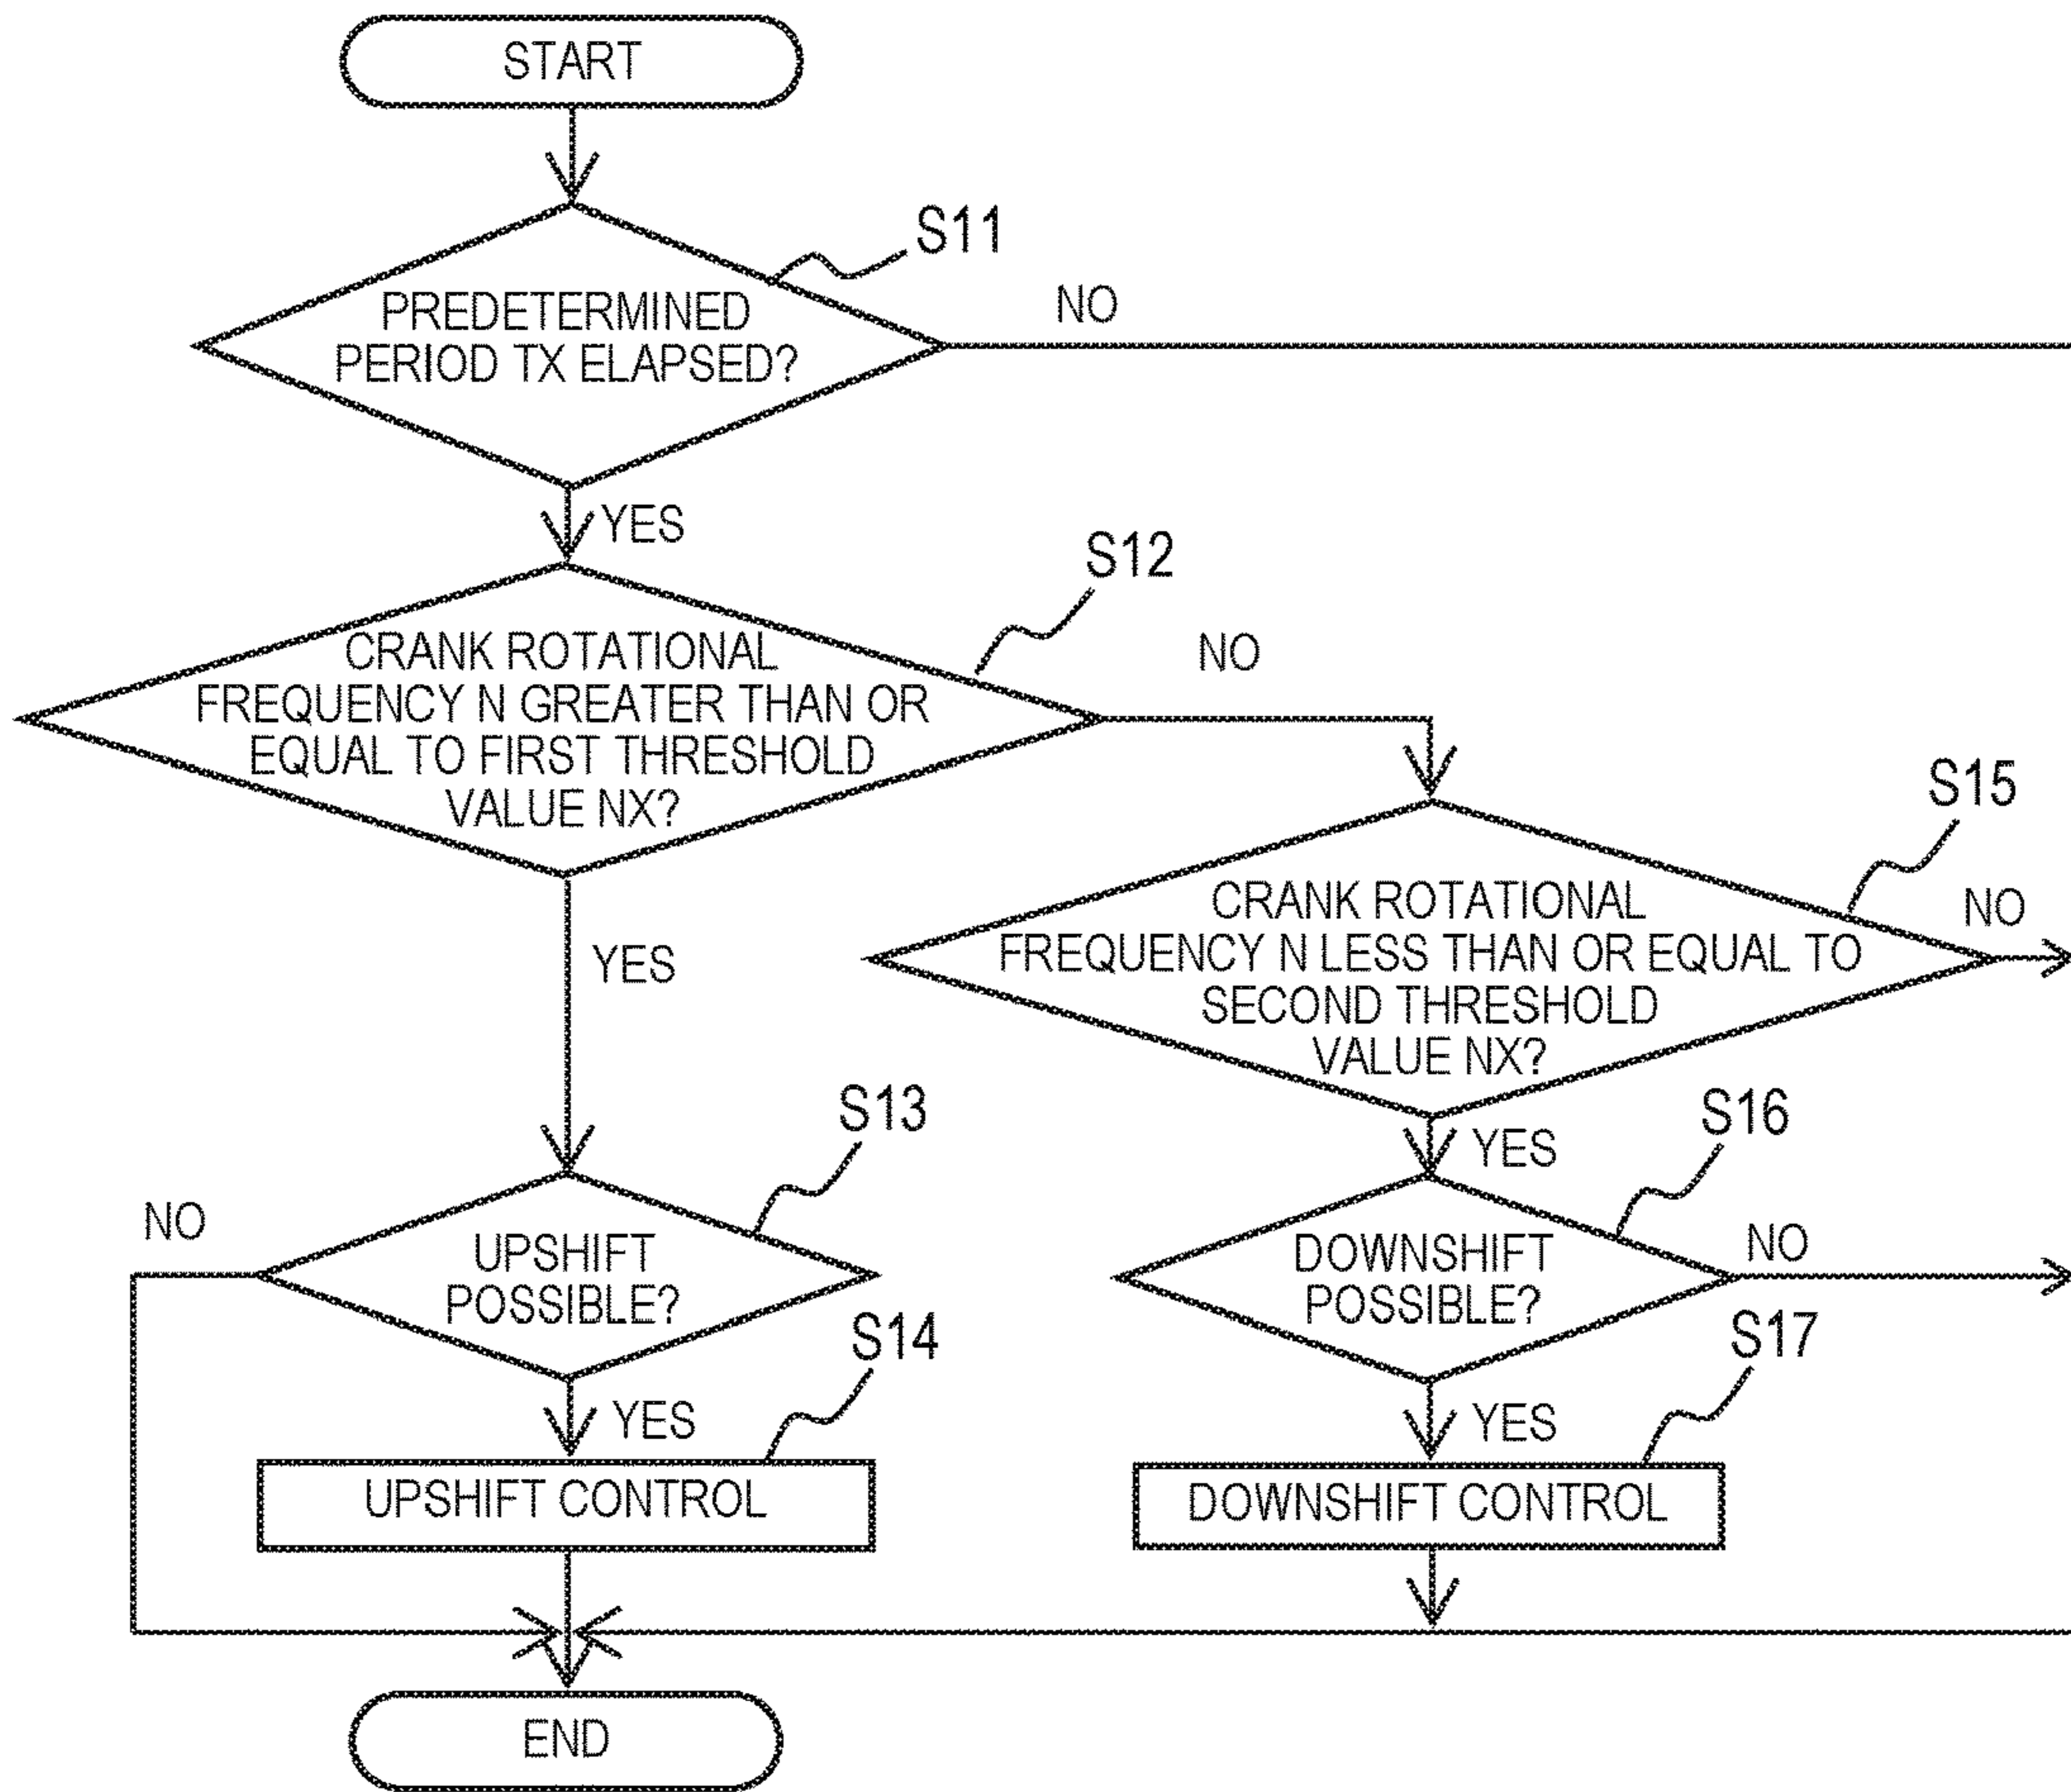 START
S11
PREDETERMINED
PERIOD TX ELAPSED?
NO
YES
S12
CRANK ROTATIONAL
FREQUENCY N GREATER THAN OR
EQUAL TO FIRST THRESHOLD
VALUE NX?
NO
YES
S15
CRANK ROTATIONAL
FREQUENCY N LESS THAN OR EQUAL TO
SECOND THRESHOLD
VALUE NX?
NO
YES
S13
UPSHIFT
POSSIBLE?
NO
YES
S16
DOWNSHIFT
POSSIBLE?
NO
YES
S14
UPSHIFT CONTROL
S17
DOWNSHIFT CONTROL
END